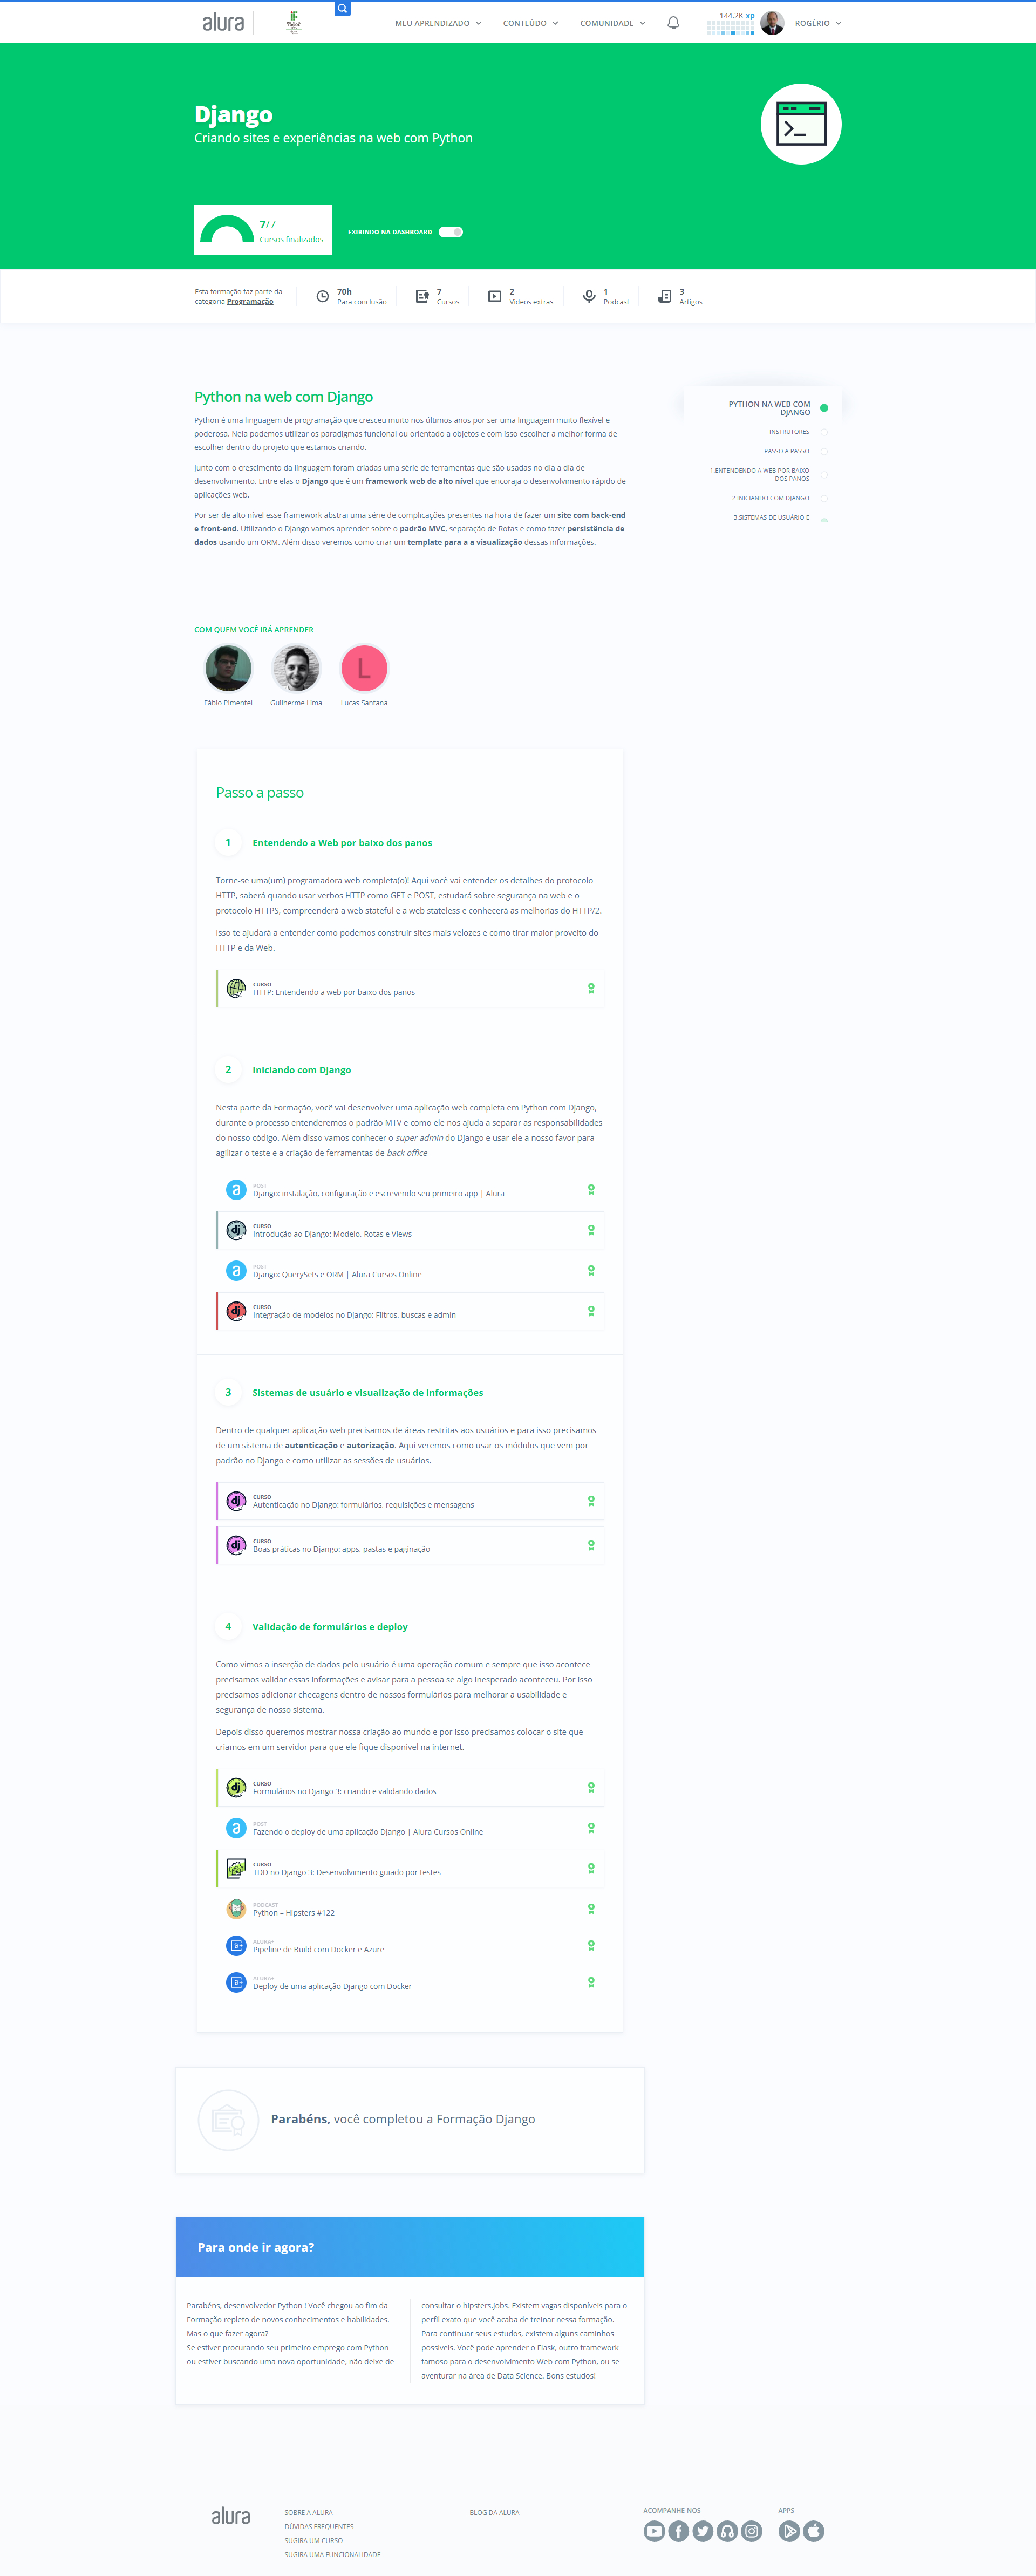 alura
MEU APRENDIZADO
CONTEÚDO
COMUNIDADE
144.2K xp
ROGÉRIO
Django
Criando sites e experiências na web com Python
7/7
Cursos finalizados
EXIBINDO NA DASHBOARD
Esta formação faz parte da
categoria Programação
70h
Para conclusão
7
Cursos
2
Vídeos extras
1
Podcast
3
Artigos
Python na web com Django
Python é uma linguagem de programação que cresceu muito nos últimos anos por ser uma linguagem muito flexível e
poderosa. Nela podemos utilizar os paradigmas funcional ou orientado a objetos e com isso escolher a melhor forma de
escolher dentro do projeto que estamos criando.
Junto com o crescimento da linguagem foram criadas uma série de ferramentas que são usadas no dia a dia de
desenvolvimento. Entre elas o Django que é um framework web de alto nível que encoraja o desenvolvimento rápido de
aplicações web.
Por ser de alto nível esse framework abstrai uma série de complicações presentes na hora de fazer um site com back-end
e front-end. Utilizando o Django vamos aprender sobre o padrão MVC, separação de Rotas e como fazer persistência de
dados usando um ORM. Além disso veremos como criar um template para a a visualização dessas informações.
PYTHON NA WEB COM
DJANGO
INSTRUTORES
PASSO A PASSO
1.ENTENDENDO A WEB POR BAIXO
DOS PANOS
2.INICIANDO COM DJANGO
3.SISTEMAS DE USUÁRIO E
COM QUEM VOCÊ IRÁ APRENDER
L
Fábio Pimentel
Guilherme Lima
Lucas Santana
Passo a passo
1
Entendendo a Web por baixo dos panos
Torne-se uma(um) programadora web completa(o)! Aqui você vai entender os detalhes do protocolo
HTTP, saberá quando usar verbos HTTP como GET e POST, estudará sobre segurança na web e o
protocolo HTTPS, compreenderá a web stateful e a web stateless e conhecerá as melhorias do HTTP/2.
Isso te ajudará a entender como podemos construir sites mais velozes e como tirar maior proveito do
HTTP e da Web.
CURSO
HTTP: Entendendo a web por baixo dos panos
2
Iniciando com Django
Nesta parte da Formação, você vai desenvolver uma aplicação web completa em Python com Django,
durante o processo entenderemos o padrão MTV e como ele nos ajuda a separar as responsabilidades
do nosso código. Além disso vamos conhecer o super admin do Django e usar ele a nosso favor para
agilizar o teste e a criação de ferramentas de back office
POST
Django: instalação, configuração e escrevendo seu primeiro app | Alura
CURSO
Introdução ao Django: Modelo, Rotas e Views
POST
Django: QuerySets e ORM | Alura Cursos Online
CURSO
Integração de modelos no Django: Filtros, buscas e admin
3
Sistemas de usuário e visualização de informações
Dentro de qualquer aplicação web precisamos de áreas restritas aos usuários e para isso precisamos
de um sistema de autenticação e autorização. Aqui veremos como usar os módulos que vem por
padrão no Django e como utilizar as sessões de usuários.
CURSO
Autenticação no Django: formulários, requisições e mensagens
CURSO
Boas práticas no Django: apps, pastas e paginação
4
Validação de formulários e deploy
Como vimos a inserção de dados pelo usuário é uma operação comum e sempre que isso acontece
precisamos validar essas informações e avisar para a pessoa se algo inesperado aconteceu. Por isso
precisamos adicionar checagens dentro de nossos formulários para melhorar a usabilidade e
segurança de nosso sistema.
Depois disso queremos mostrar nossa criação ao mundo e por isso precisamos colocar o site que
criamos em um servidor para que ele fique disponível na internet.
CURSO
Formulários no Django 3: criando e validando dados
POST
Fazendo o deploy de uma aplicação Django | Alura Cursos Online
CURSO
TDD no Django 3: Desenvolvimento guiado por testes
PODCAST
Python – Hipsters #122
ALURA+
Pipeline de Build com Docker e Azure
ALURA+
Deploy de uma aplicação Django com Docker
Parabéns, você completou a Formação Django
Para onde ir agora?
Parabéns, desenvolvedor Python ! Você chegou ao fim da
Formação repleto de novos conhecimentos e habilidades.
Mas o que fazer agora?
Se estiver procurando seu primeiro emprego com Python
ou estiver buscando uma nova oportunidade, não deixe de
consultar o hipsters.jobs. Existem vagas disponíveis para o
perfil exato que você acaba de treinar nessa formação.
Para continuar seus estudos, existem alguns caminhos
possíveis. Você pode aprender o Flask, outro framework
famoso para o desenvolvimento Web com Python, ou se
aventurar na área de Data Science. Bons estudos!
alura
SOBRE A ALURA
DÚVIDAS FREQUENTES
SUGIRA UM CURSO
SUGIRA UMA FUNCIONALIDADE
BLOG DA ALURA
ACOMPANHE-NOS
APPS